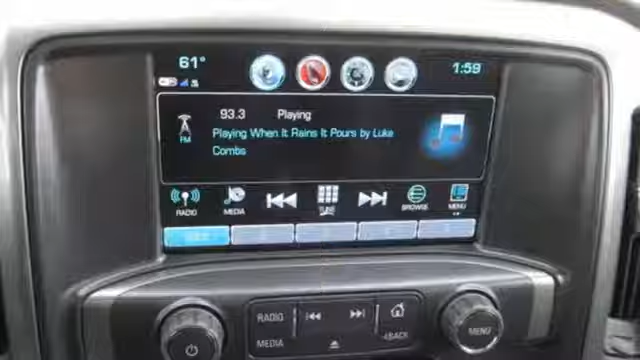 61°
1:59
93.3 Playing
Playing When It Rains It Pours by Luke
Combs
FM
RADIO MEDIA TUNE BROWSE MENU
RADIO
BACK
MEDIA
MENU